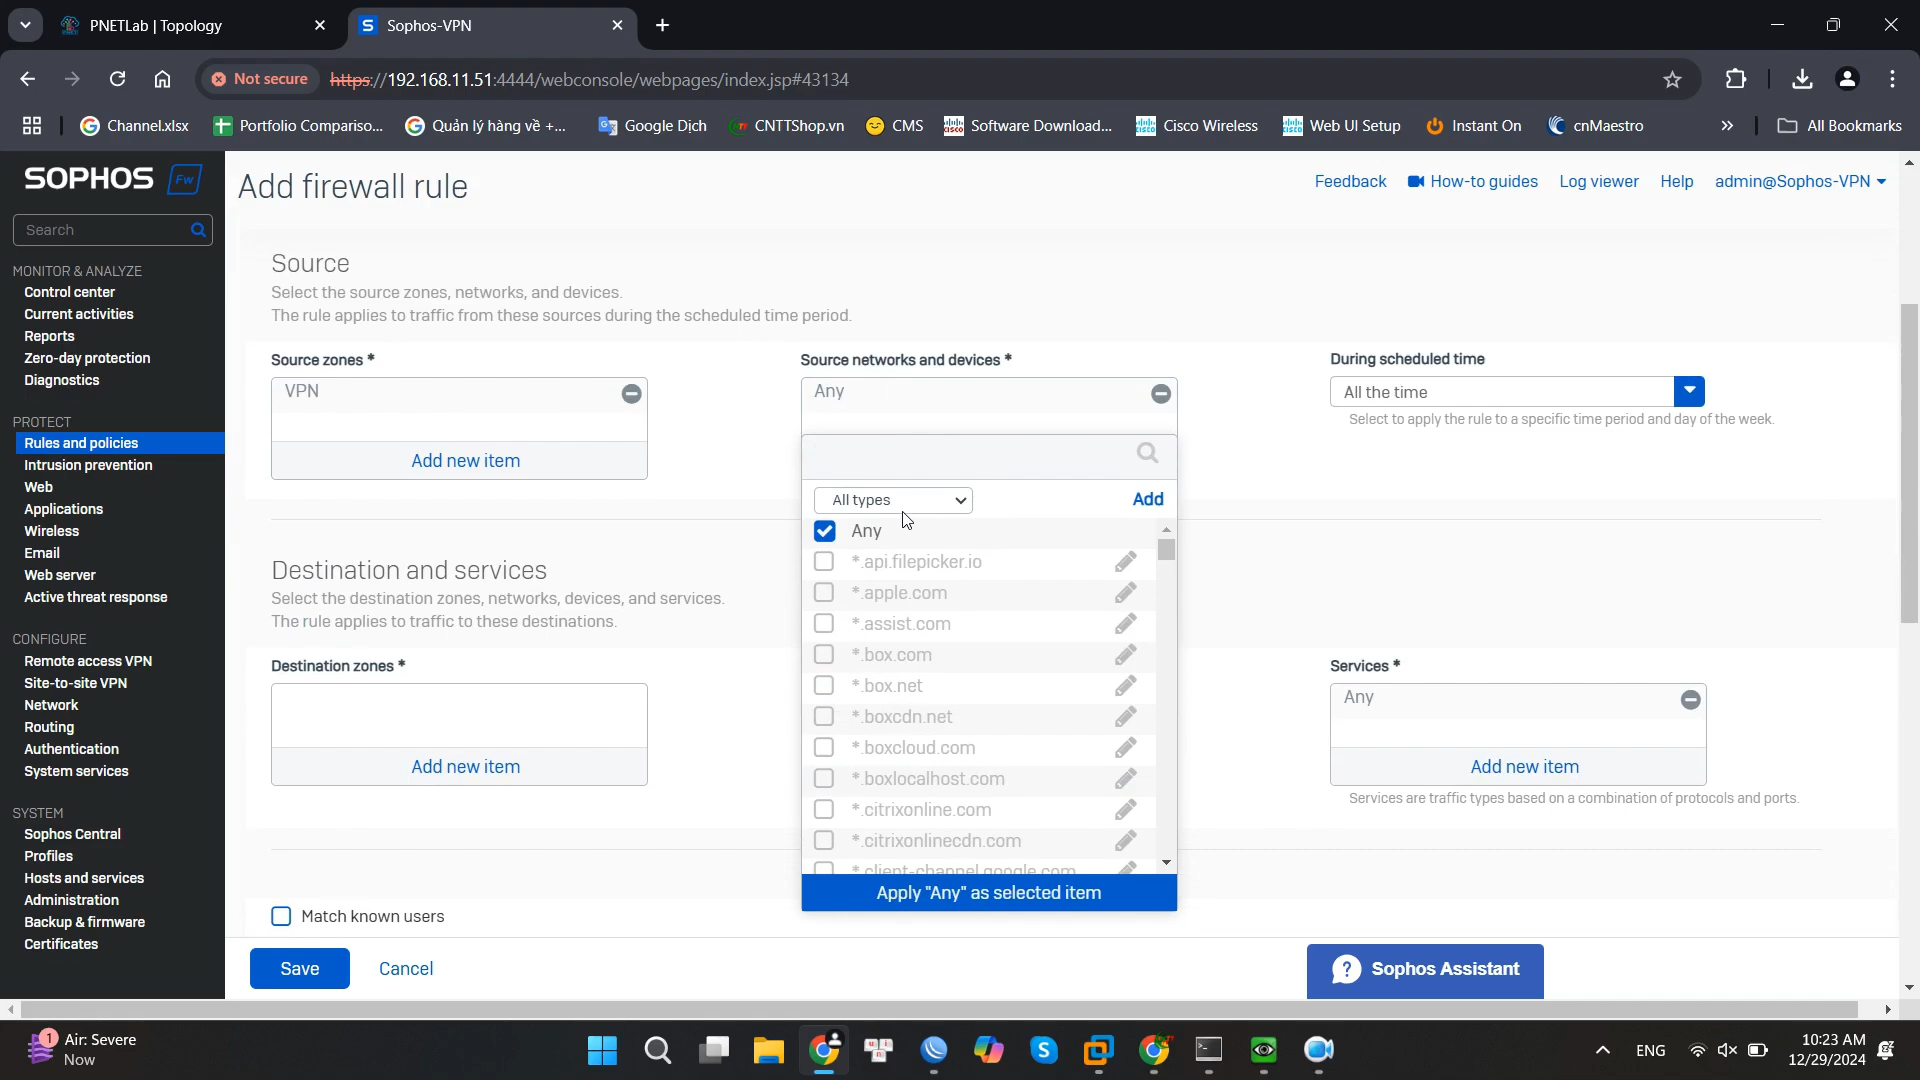 PNETLab | Topology
Sophos-VPN
Not secure
https://192.168.11.51:4444/webconsole/webpages/index.jsp#43134
Channel.xlsx
Portfolio Compariso...
Quản lý hàng về +-...
Google Dịch
CNTTShop.vn
CMS
Software Download...
Cisco Wireless
Web UI Setup
Instant On
cnMaestro
All Bookmarks
SOPHOS Fw
Add firewall rule
Feedback
How-to guides
Log viewer
Help
admin@Sophos-VPN
Search
MONITOR & ANALYZE
Control center
Current activities
Reports
Zero-day protection
Diagnostics
PROTECT
Rules and policies
Intrusion prevention
Web
Applications
Wireless
Email
Web server
Active threat response
CONFIGURE
Remote access VPN
Site-to-site VPN
Network
Routing
Authentication
System services
SYSTEM
Sophos Central
Profiles
Hosts and services
Administration
Backup & firmware
Certificates
Source
Select the source zones, networks, and devices.
The rule applies to traffic from these sources during the scheduled time period.
Source zones *
VPN
Add new item
Source networks and devices *
Any
All types
Add
Any
*.api.filepicker.io
*.apple.com
*.assist.com
*.box.com
*.box.net
*.boxcdn.net
*.boxcloud.com
*.boxlocalhost.com
*.citrixonline.com
*.citrixonlinecdn.com
*.client-channel.google.com
Apply "Any" as selected item
During scheduled time
All the time
Select to apply the rule to a specific time period and day of the week.
Destination and services
Select the destination zones, networks, devices, and services.
The rule applies to traffic to these destinations.
Destination zones *
Add new item
Services *
Any
Add new item
Services are traffic types based on a combination of protocols and ports.
Match known users
Save
Cancel
? Sophos Assistant
1
Air: Severe
Now
ENG
10:23 AM
12/29/2024